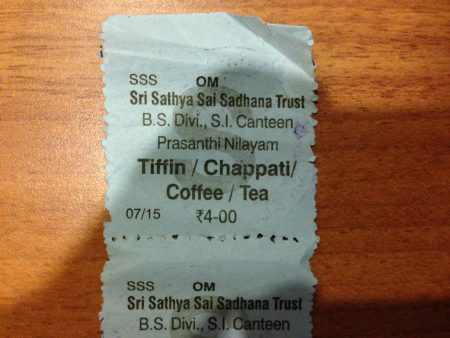 SSS OM
Sri Sathya Sai Sadhana Trust
B.S. Divi., S.I. Canteen
Prasanthi Nilayam
Tiffin / Chappati/
Coffee / Tea
07/15 ₹4-00
SSS OM
Sri Sathya Sai Sadhana Trust
B.S. Divi., S.I. Canteen